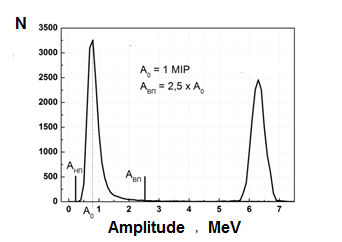 N
3500
3000
2500
2000
1500
1000
500
0
A₀ = 1 MIP
Aвп = 2,5 x A₀
Aнп
Aвп
0 1 2 3 4 5 6 7
A₀
Amplitude , MeV